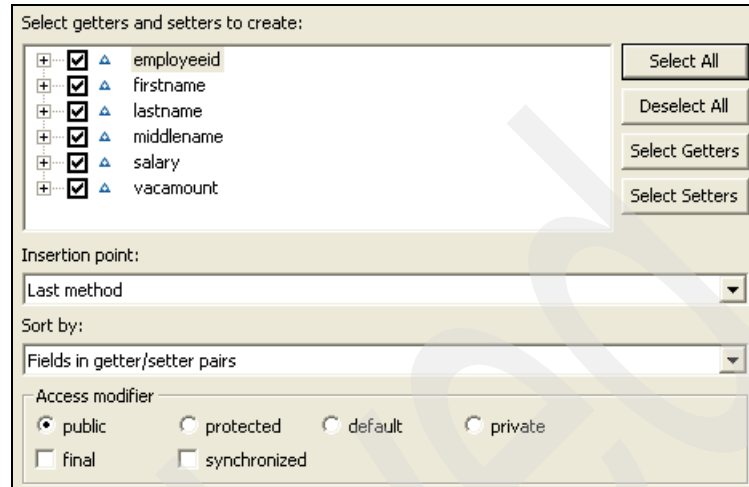 Select getters and setters to create:
employeeid
firstname
lastname
middlename
salary
vacamount
Select All
Deselect All
Select Getters
Select Setters
Insertion point:
Last method
Sort by:
Fields in getter/setter pairs
Access modifier
public protected default private
final synchronized